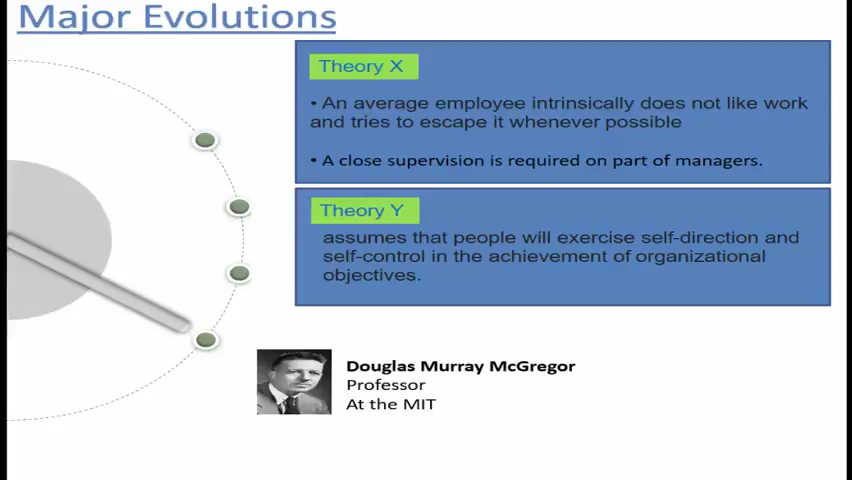 Major Evolutions
Theory X
• An average employee intrinsically does not like work
and tries to escape it whenever possible
• A close supervision is required on part of managers.
Theory Y
assumes that people will exercise self-direction and
self-control in the achievement of organizational
objectives.
Douglas Murray McGregor
Professor
At the MIT